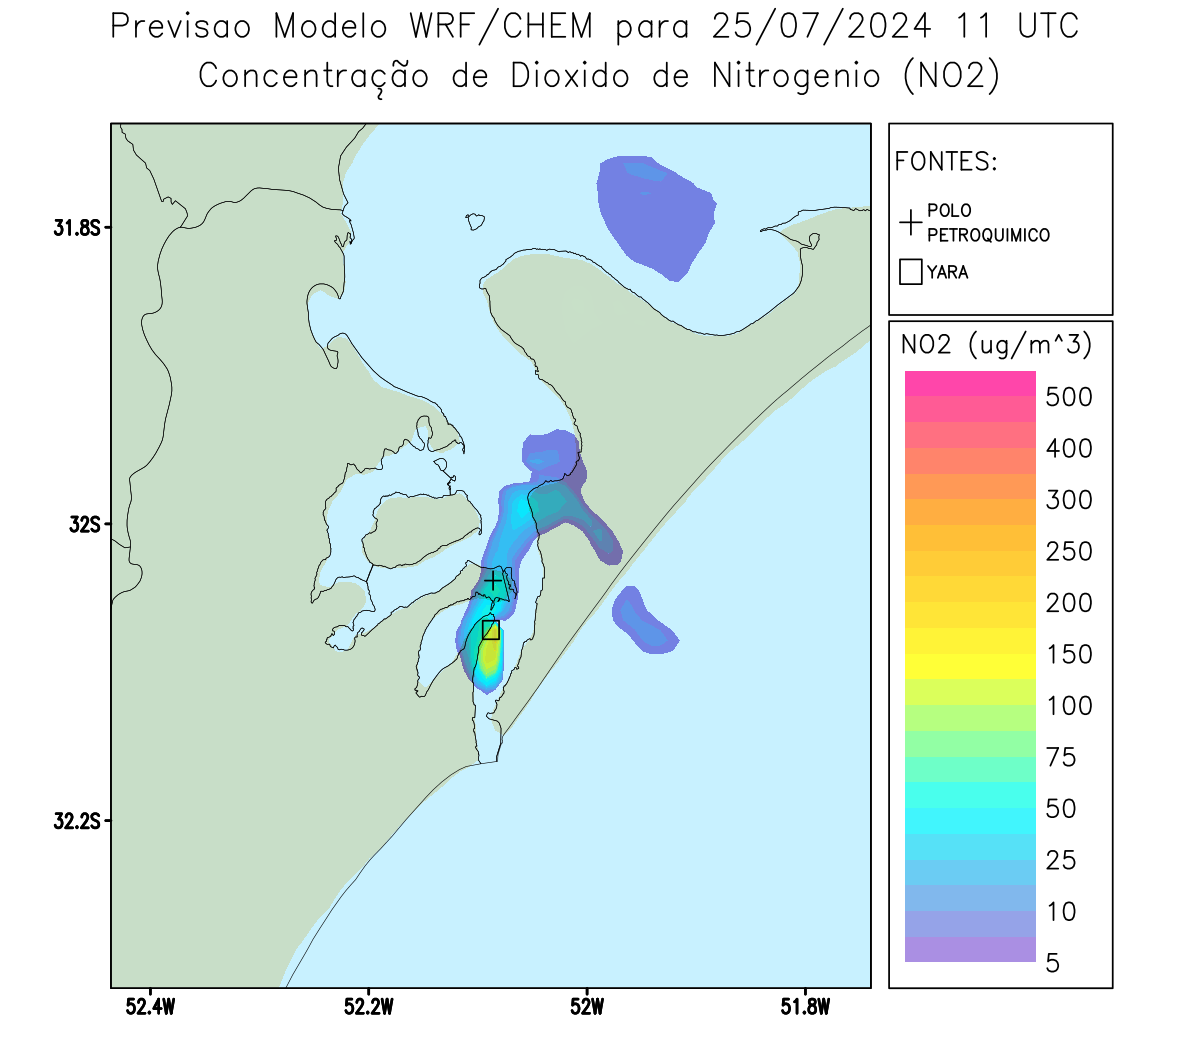 Previsao Modelo WRF/CHEM para 25/07/2024 11 UTC
Concentração de Dioxido de Nitrogenio (NO2)
FONTES:
POLO
PETROQUIMICO
YARA
NO2 (ug/m^3)
500
400
300
250
200
150
100
75
50
25
10
5
31.8S
32S
32.2S
52.4W
52.2W
52W
51.8W